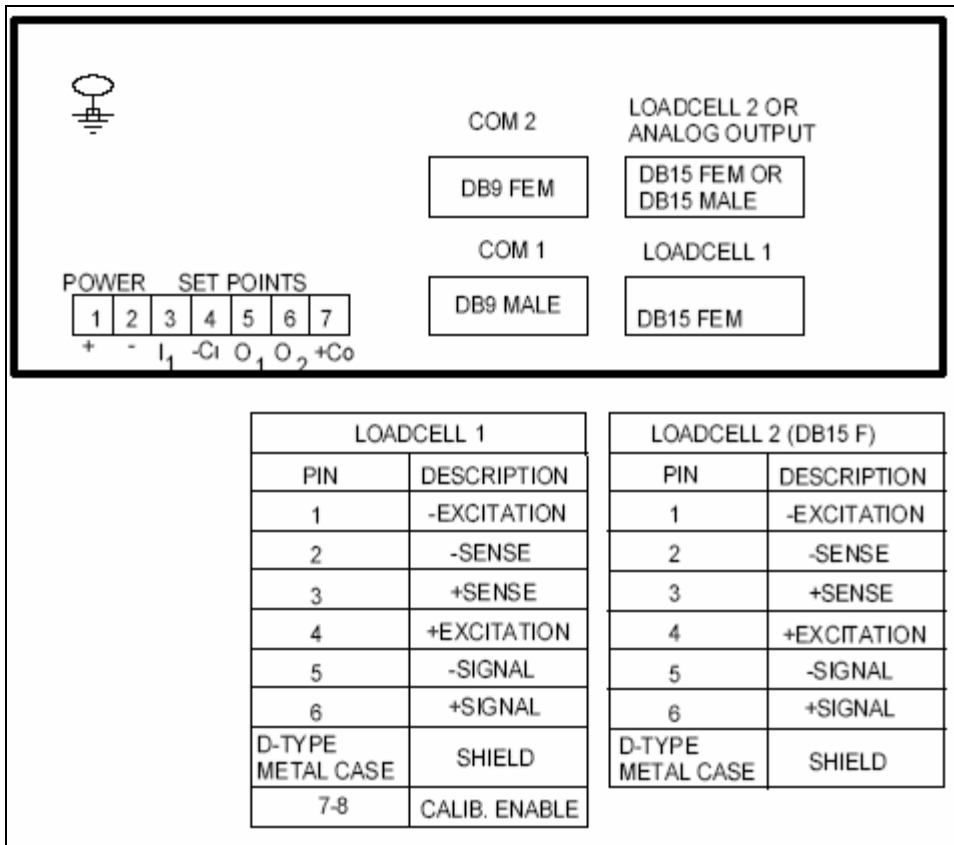 COM 2
LOADCELL 2 OR
ANALOG OUTPUT
DB9 FEM
DB15 FEM OR
DB15 MALE
COM 1
LOADCELL 1
DB9 MALE
DB15 FEM
POWER SET POINTS
1 2 3 4 5 6 7
+ - I1 -CI O1 O2 +Co
LOADCELL 1
PIN DESCRIPTION
1 -EXCITATION
2 -SENSE
3 +SENSE
4 +EXCITATION
5 -SIGNAL
6 +SIGNAL
D-TYPE
METAL CASE SHIELD
7-8 CALIB. ENABLE
LOADCELL 2 (DB15 F)
PIN DESCRIPTION
1 -EXCITATION
2 -SENSE
3 +SENSE
4 +EXCITATION
5 -SIGNAL
6 +SIGNAL
D-TYPE
METAL CASE SHIELD